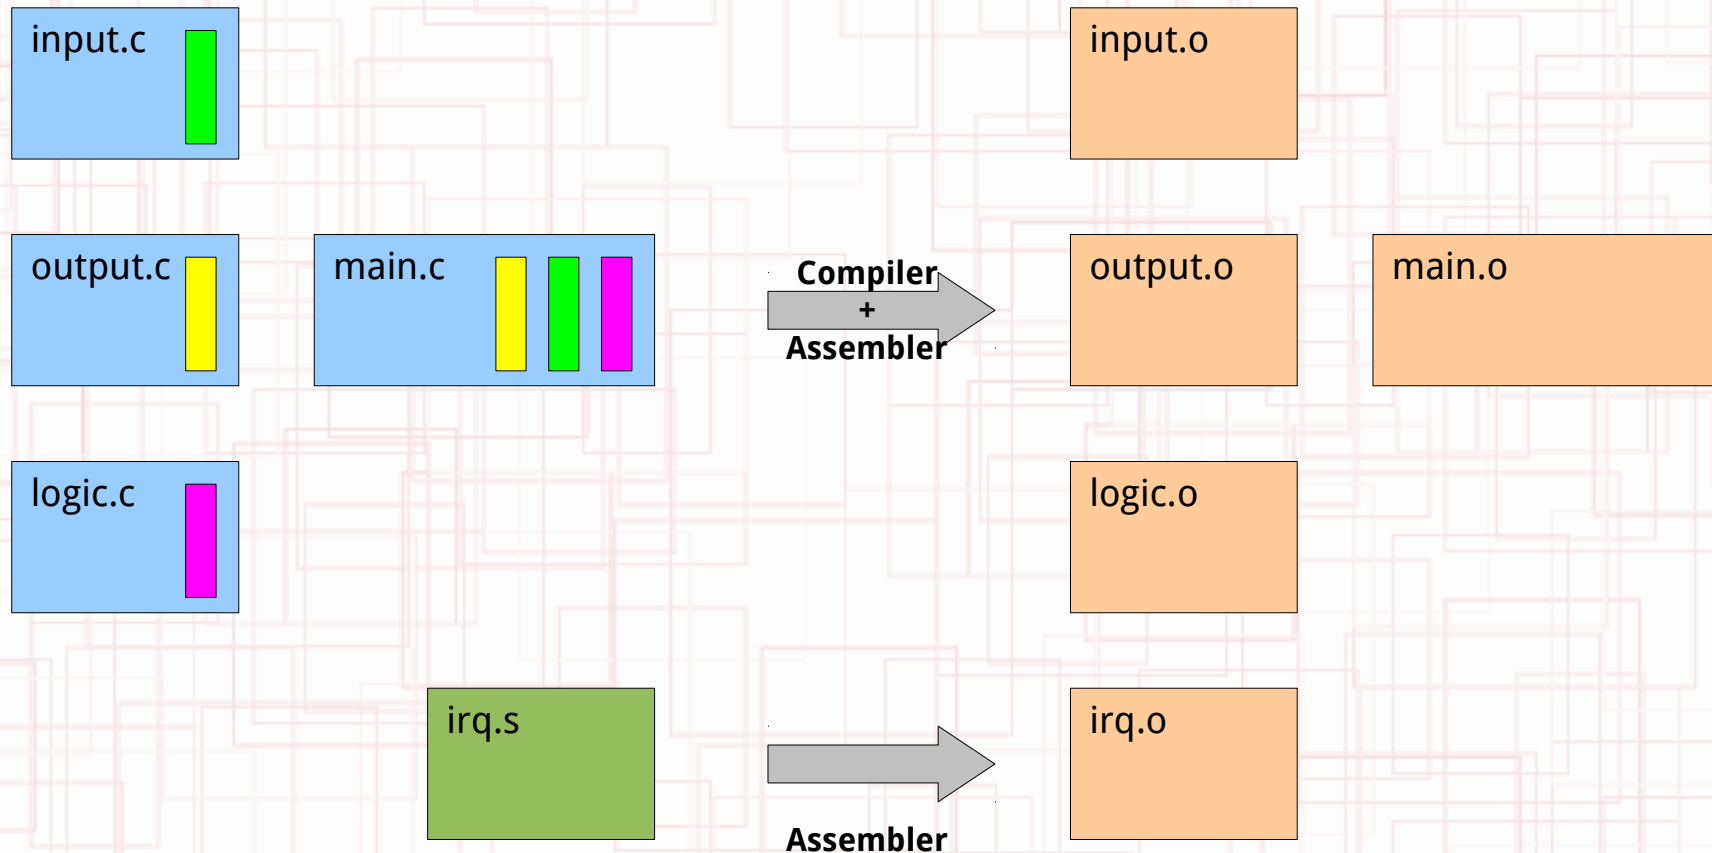 input.c
input.o
output.c
main.c
Compiler
+
Assembler
output.o
main.o
logic.c
logic.o
irq.s
irq.o
Assembler